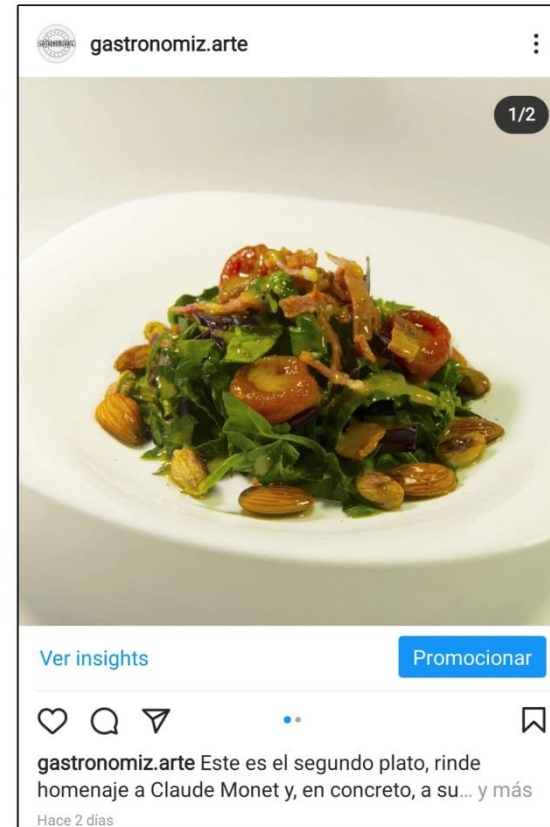 gastronomiz.arte
1/2
Ver insights
Promocionar
gastronomiz.arte Este es el segundo plato, rinde
homenaje a Claude Monet y, en concreto, a su... y más
Hace 2 días